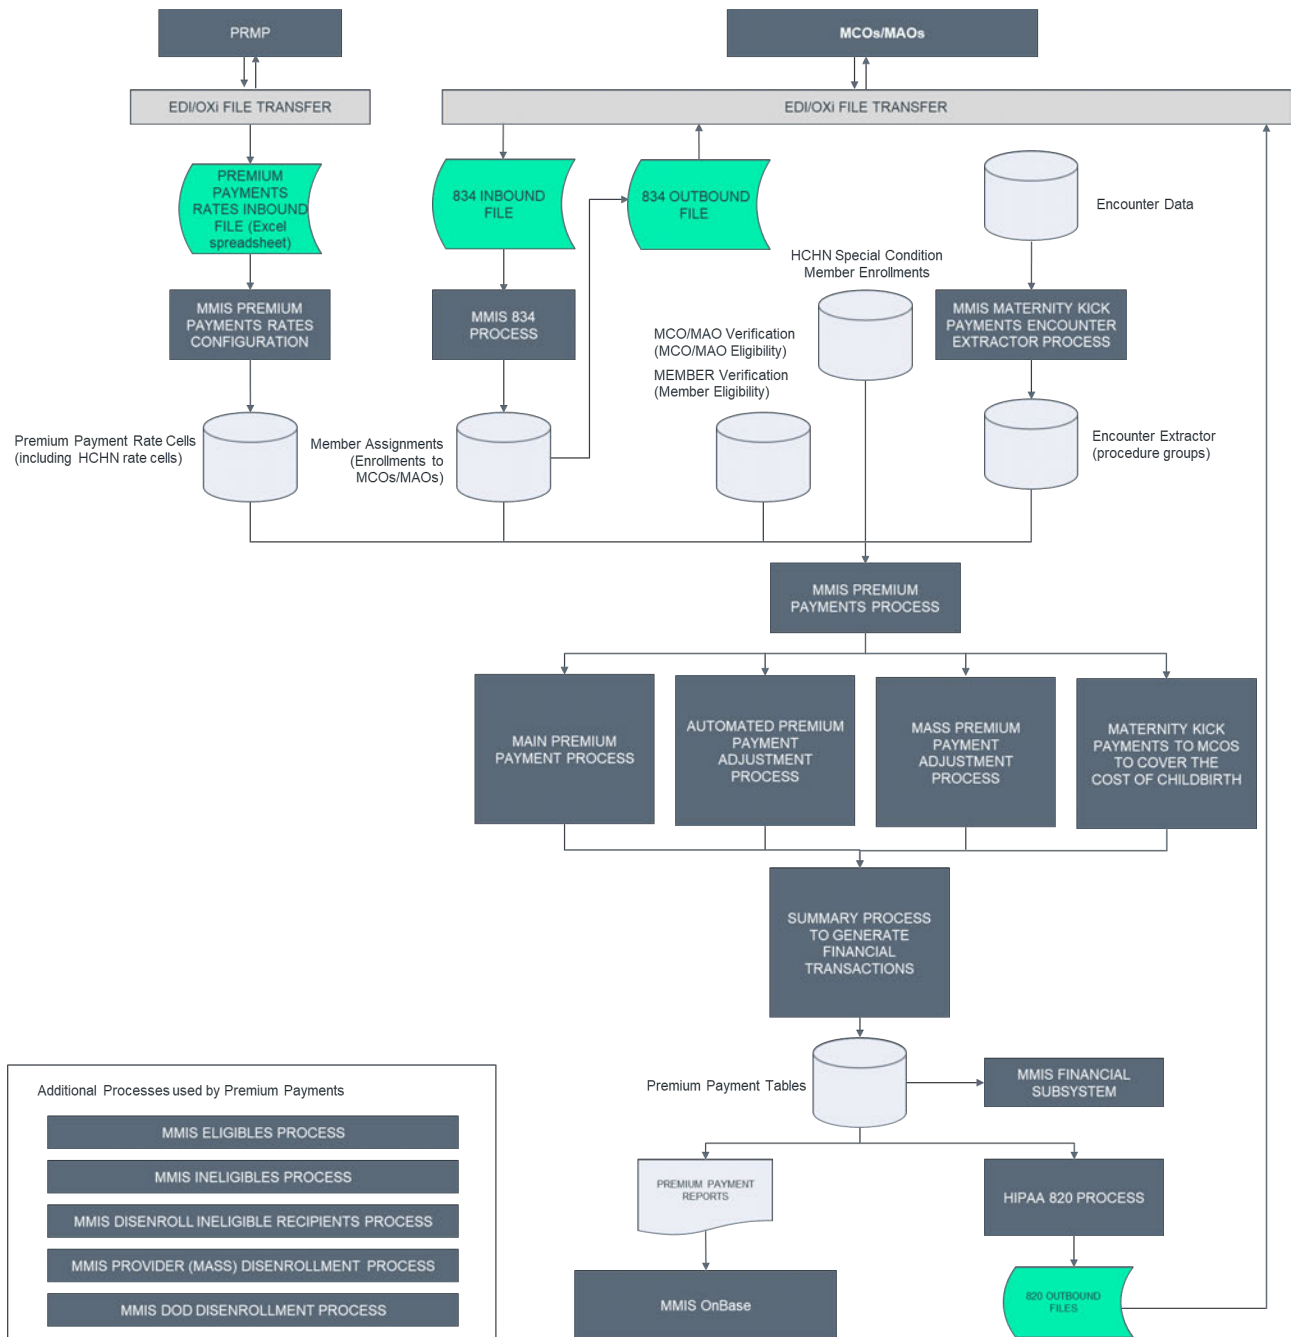 PRMP
MCOs/MAOs
EDI/OXi FILE TRANSFER
EDI/OXi FILE TRANSFER
PREMIUM
PAYMENTS
RATES INBOUND
FILE (Excel
spreadsheet)
834 INBOUND
FILE
834 OUTBOUND
FILE
Encounter Data
HCHN Special Condition
Member Enrollments
MMIS PREMIUM
PAYMENTS RATES
CONFIGURATION
MMIS 834
PROCESS
MCO/MAO Verification
(MCO/MAO Eligibility)
MEMBER Verification
(Member Eligibility)
MMIS MATERNITY KICK
PAYMENTS ENCOUNTER
EXTRACTOR PROCESS
Premium Payment Rate Cells
(including HCHN rate cells)
Member Assignments
(Enrollments to
MCOs/MAOs)
Encounter Extractor
(procedure groups)
MMIS PREMIUM
PAYMENTS PROCESS
MAIN PREMIUM
PAYMENT PROCESS
AUTOMATED PREMIUM
PAYMENT
ADJUSTMENT
PROCESS
MASS PREMIUM
PAYMENT
ADJUSTMENT
PROCESS
MATERNITY KICK
PAYMENTS TO MCOS
TO COVER THE
COST OF CHILDBIRTH
SUMMARY PROCESS
TO GENERATE
FINANCIAL
TRANSACTIONS
Premium Payment Tables
MMIS FINANCIAL
SUBSYSTEM
PREMIUM PAYMENT
REPORTS
HIPAA 820 PROCESS
MMIS OnBase
820 OUTBOUND
FILES
Additional Processes used by Premium Payments
MMIS ELIGIBLES PROCESS
MMIS INELIGIBLES PROCESS
MMIS DISENROLL INELIGIBLE RECIPIENTS PROCESS
MMIS PROVIDER (MASS) DISENROLLMENT PROCESS
MMIS DOD DISENROLLMENT PROCESS